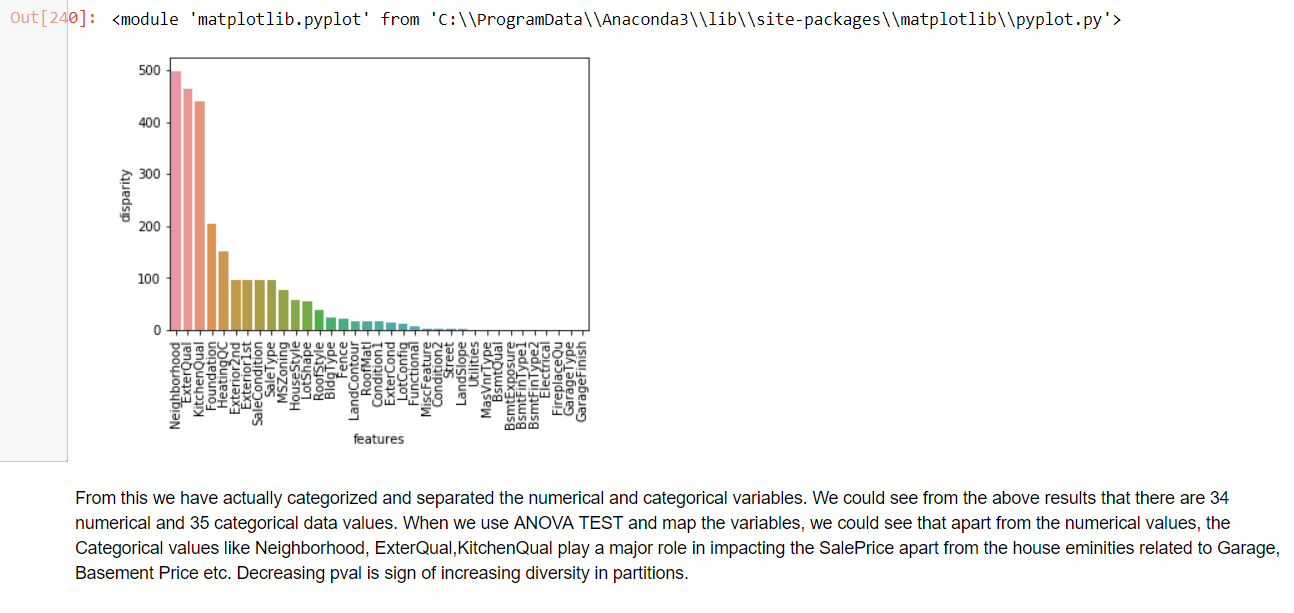 Out[240]: <module 'matplotlib.pyplot' from 'C:\\ProgramData\\Anaconda3\\lib\\site-packages\\matplotlib\\pyplot.py'>
500
400
300
200
100
0
disparity
Neighborhood
ExterQual
KitchenQual
Foundation
HeatingQC
Exterior2nd
Exterior1st
SaleCondition
SaleType
MSZoning
HouseStyle
LotShape
RoofStyle
BldgType
Fence
LandContour
RoofMatl
Condition1
ExterCond
LotConfig
Functional
MiscFeature
Condition2
Street
LandSlope
Utilities
MasVnrType
BsmtQual
BsmtExposure
BsmtFinType1
BsmtFinType2
Electrical
FireplaceQu
GarageType
GarageFinish
features
From this we have actually categorized and separated the numerical and categorical variables. We could see from the above results that there are 34
numerical and 35 categorical data values. When we use ANOVA TEST and map the variables, we could see that apart from the numerical values, the
Categorical values like Neighborhood, ExterQual,KitchenQual play a major role in impacting the SalePrice apart from the house eminities related to Garage,
Basement Price etc. Decreasing pval is sign of increasing diversity in partitions.